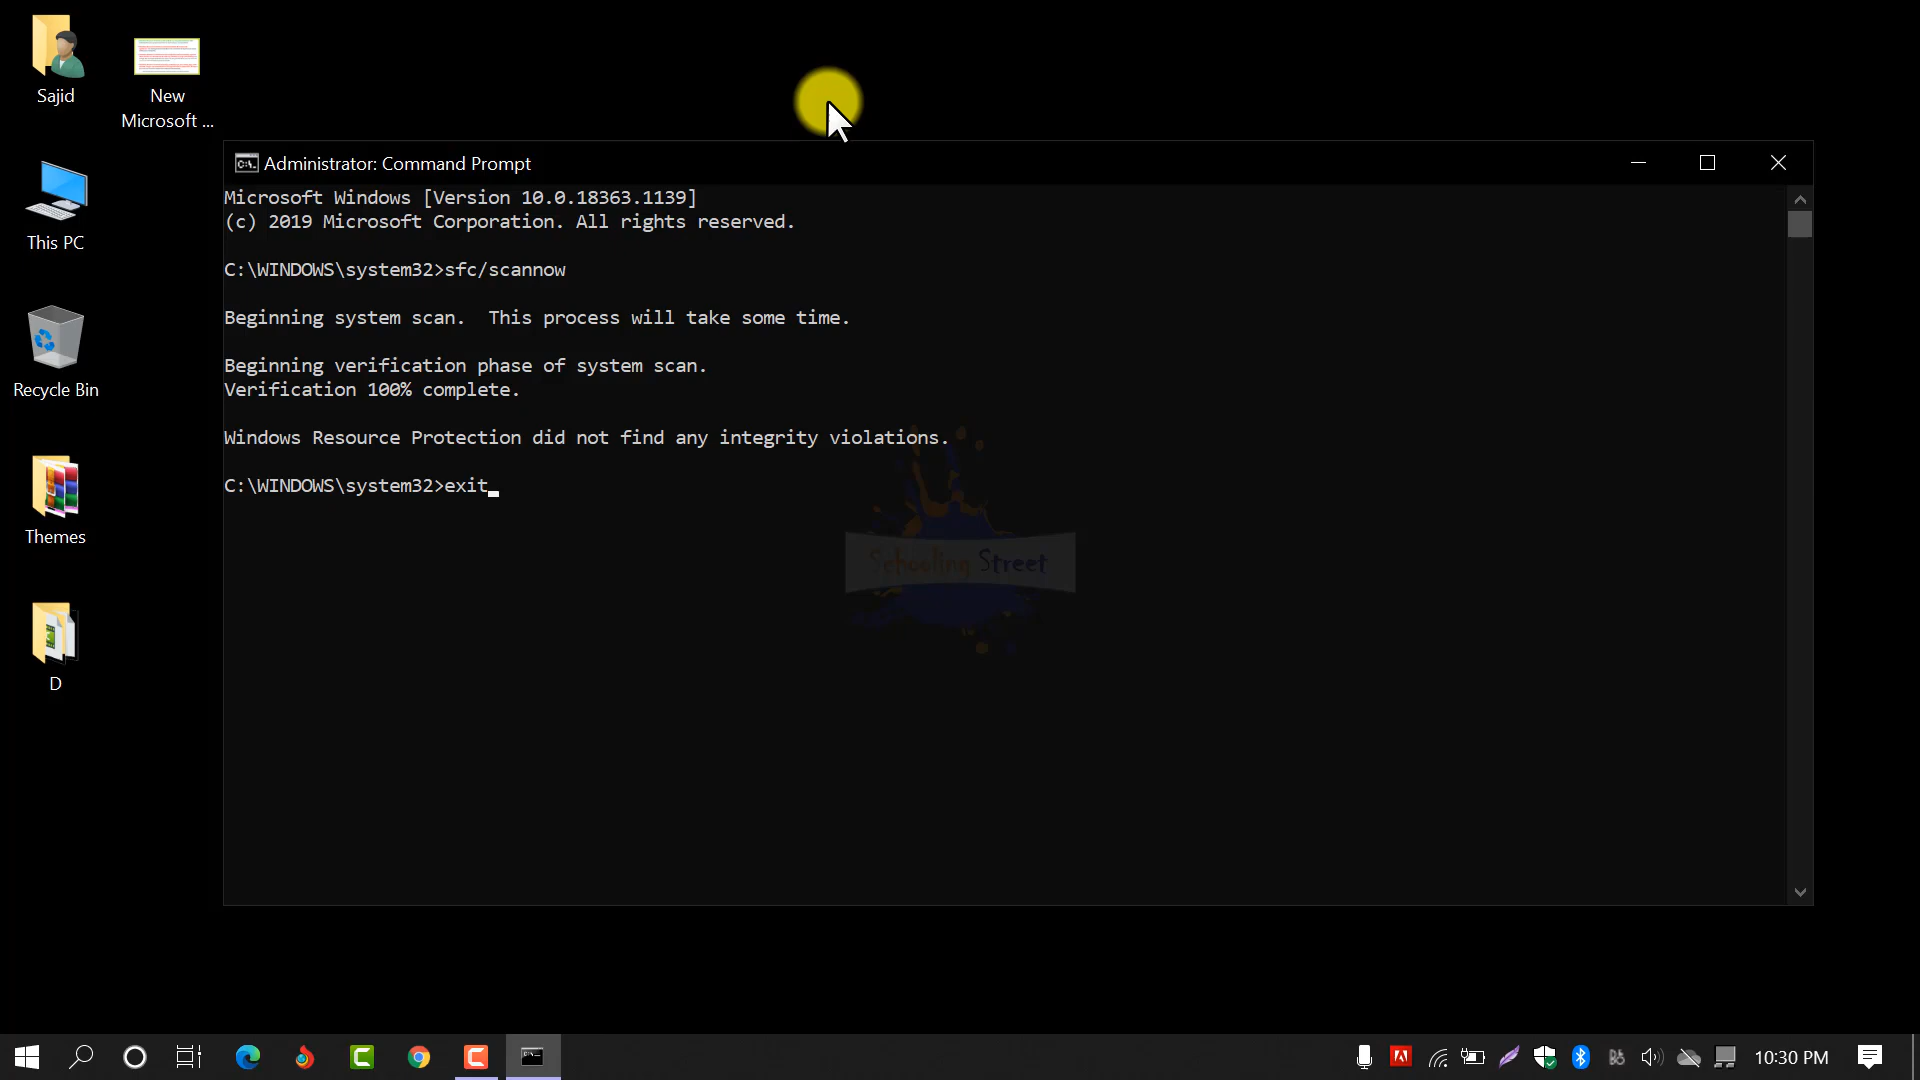 Sajid
New
Microsoft ...
This PC
Recycle Bin
Themes
D
Administrator: Command Prompt
Microsoft Windows [Version 10.0.18363.1139]
(c) 2019 Microsoft Corporation. All rights reserved.
C:\WINDOWS\system32>sfc/scannow
Beginning system scan.  This process will take some time.
Beginning verification phase of system scan.
Verification 100% complete.
Windows Resource Protection did not find any integrity violations.
C:\WINDOWS\system32>exit
Schooling Street
10:30 PM